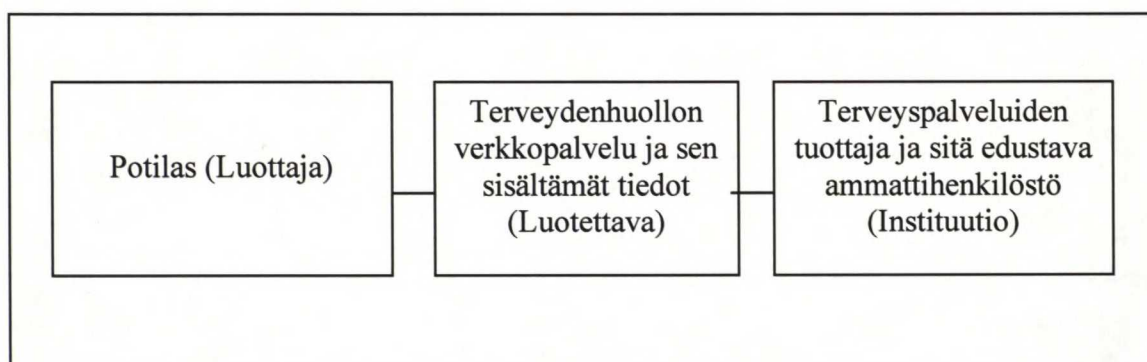 Potilas (Luottaja)
Terveydenhuollon
verkkopalvelu ja sen
sisältämät tiedot
(Luotettava)
Terveyspalveluiden
tuottaja ja sitä edustava
ammattihenkilöstö
(Instituutio)